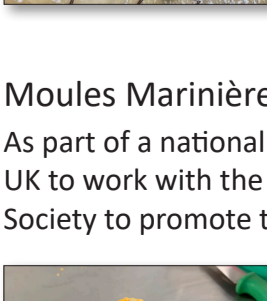 Moules Marinière
As part of a national
UK to work with the
Society to promote t